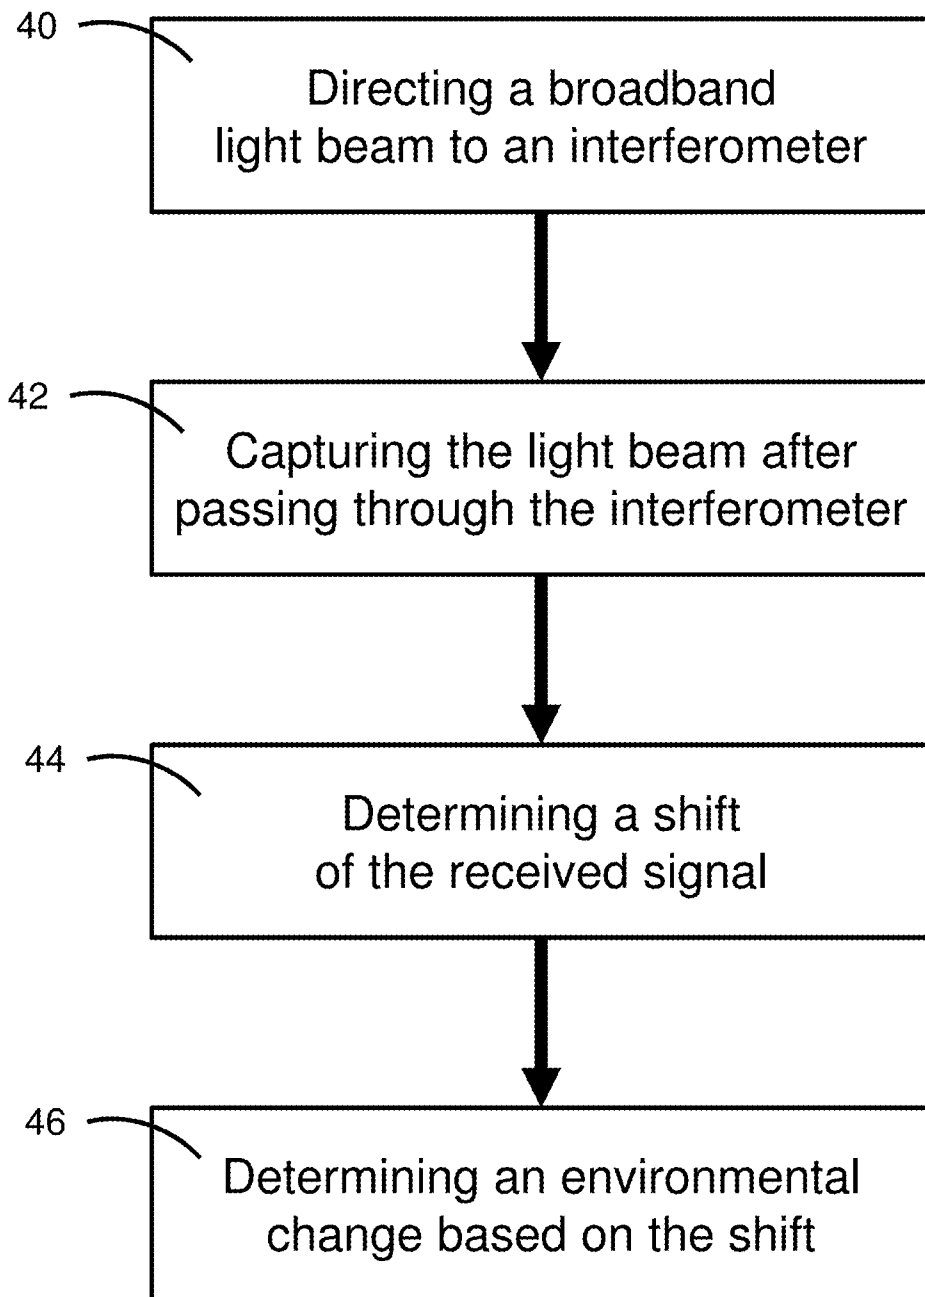 40
Directing a broadband
light beam to an interferometer
42
Capturing the light beam after
passing through the interferometer
44
Determining a shift
of the received signal
46
Determining an environmental
change based on the shift